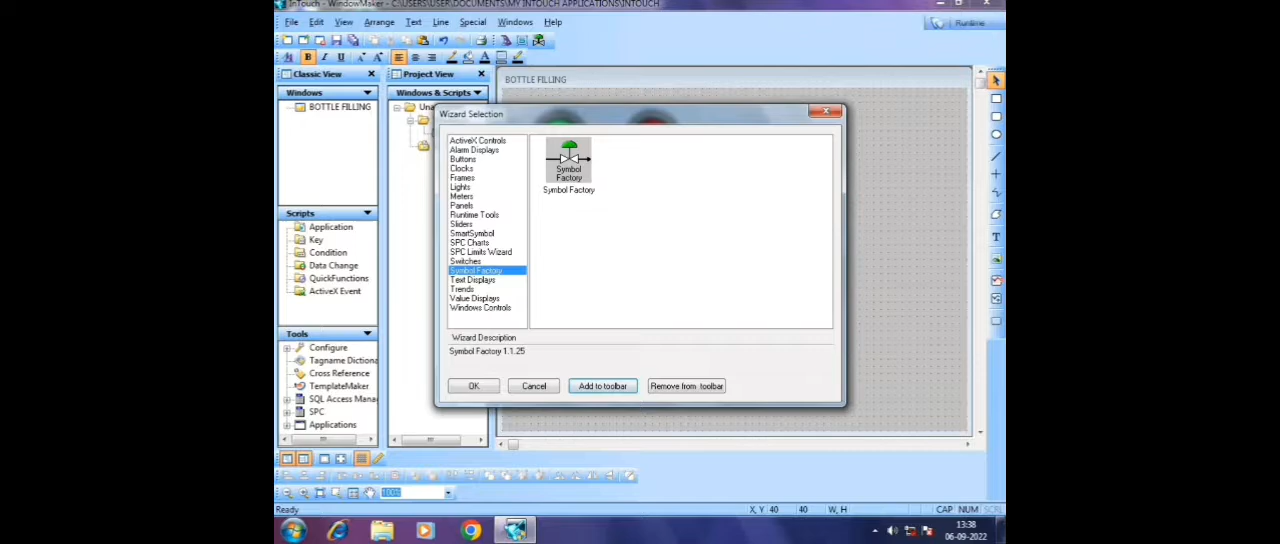 InTouch - WindowMaker - C:\USERS\USER\DOCUMENTS\MY INTOUCH APPLICATIONS\INTOUCH
File Edit View Arrange Text Line Special Windows Help
Runtime
B I U A A
Classic View
Project View
BOTTLE FILLING
Windows
Windows & Scripts
BOTTLE FILLING
Una
Wizard Selection
ActiveX Controls
Alarm Displays
Buttons
Clocks
Frames
Lights
Meters
Panels
Runtime Tools
Sliders
SmartSymbol
SPC Charts
SPC Limits Wizard
Switches
Symbol Factory
Text Displays
Trends
Value Displays
Windows Controls
Symbol
Factory
Symbol Factory
Wizard Description
Symbol Factory 1.1.25
OK Cancel Add to toolbar Remove from toolbar
Scripts
Application
Key
Condition
Data Change
QuickFunctions
ActiveX Event
Tools
Configure
Tagname Dictiona
Cross Reference
TemplateMaker
SQL Access Mana
SPC
Applications
T
100%
Ready
X, Y 40 40 W, H
CAP NUM SCRL
13:38
06-09-2022